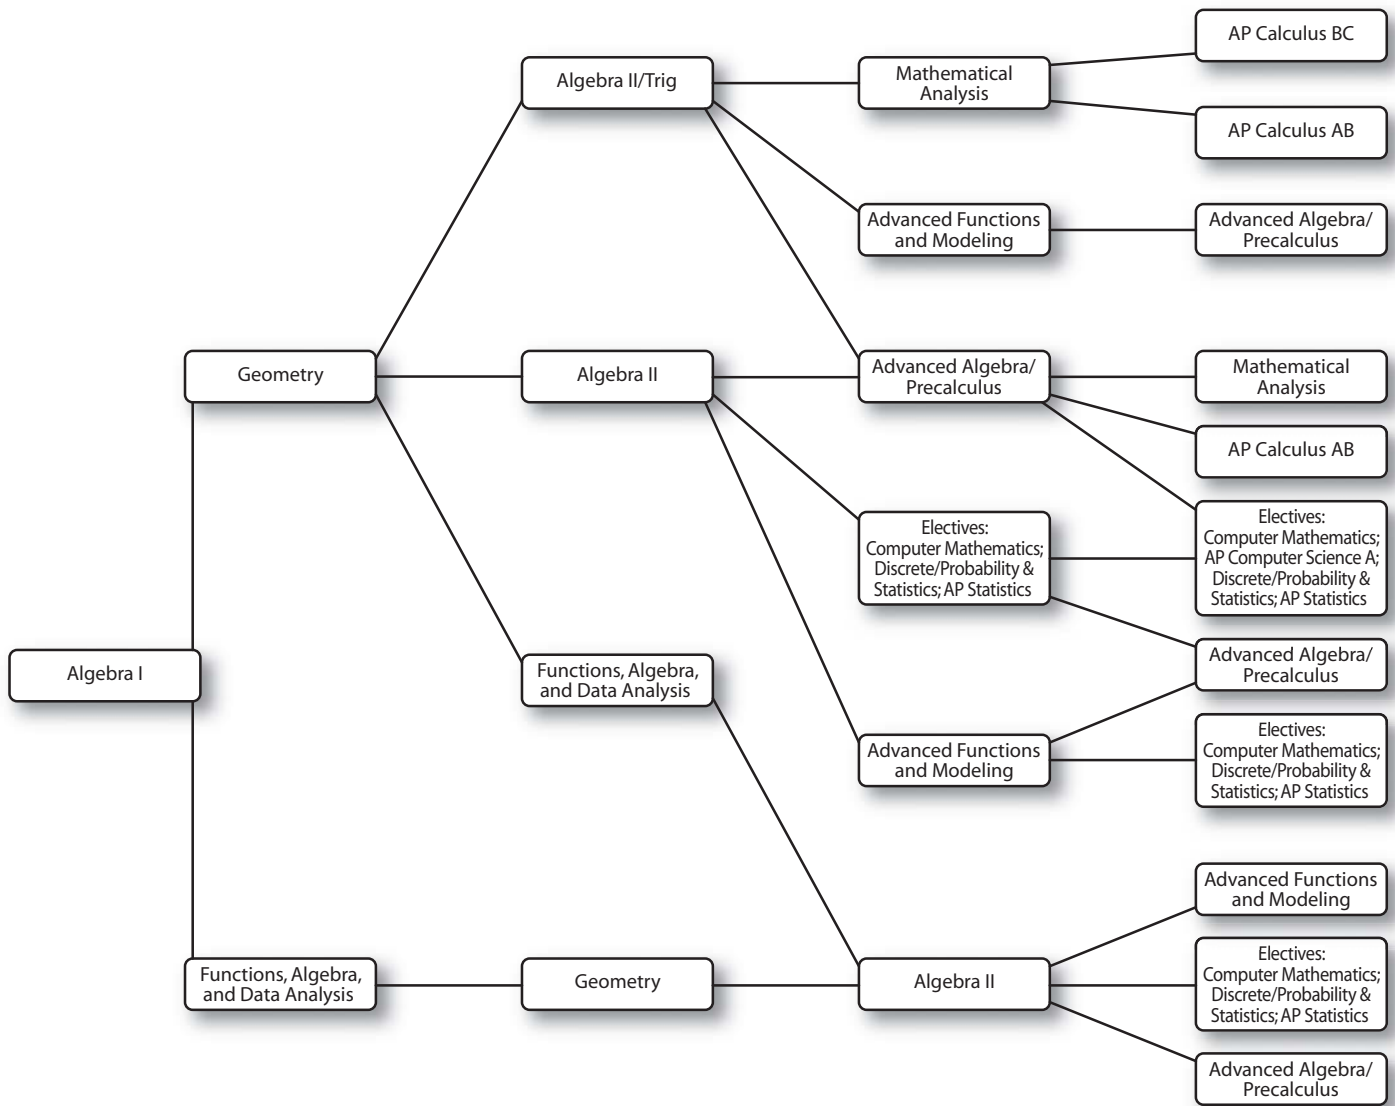 Algebra I
Geometry
Functions, Algebra,
and Data Analysis
Algebra II/Trig
Algebra II
Functions, Algebra,
and Data Analysis
Geometry
Mathematical
Analysis
Advanced Functions
and Modeling
Advanced Algebra/
Precalculus
Electives:
Computer Mathematics;
Discrete/Probability &
Statistics; AP Statistics
Advanced Functions
and Modeling
Algebra II
AP Calculus BC
AP Calculus AB
Advanced Algebra/
Precalculus
Mathematical
Analysis
AP Calculus AB
Electives:
Computer Mathematics;
AP Computer Science A;
Discrete/Probability &
Statistics; AP Statistics
Advanced Algebra/
Precalculus
Electives:
Computer Mathematics;
Discrete/Probability &
Statistics; AP Statistics
Advanced Functions
and Modeling
Electives:
Computer Mathematics;
Discrete/Probability &
Statistics; AP Statistics
Advanced Algebra/
Precalculus